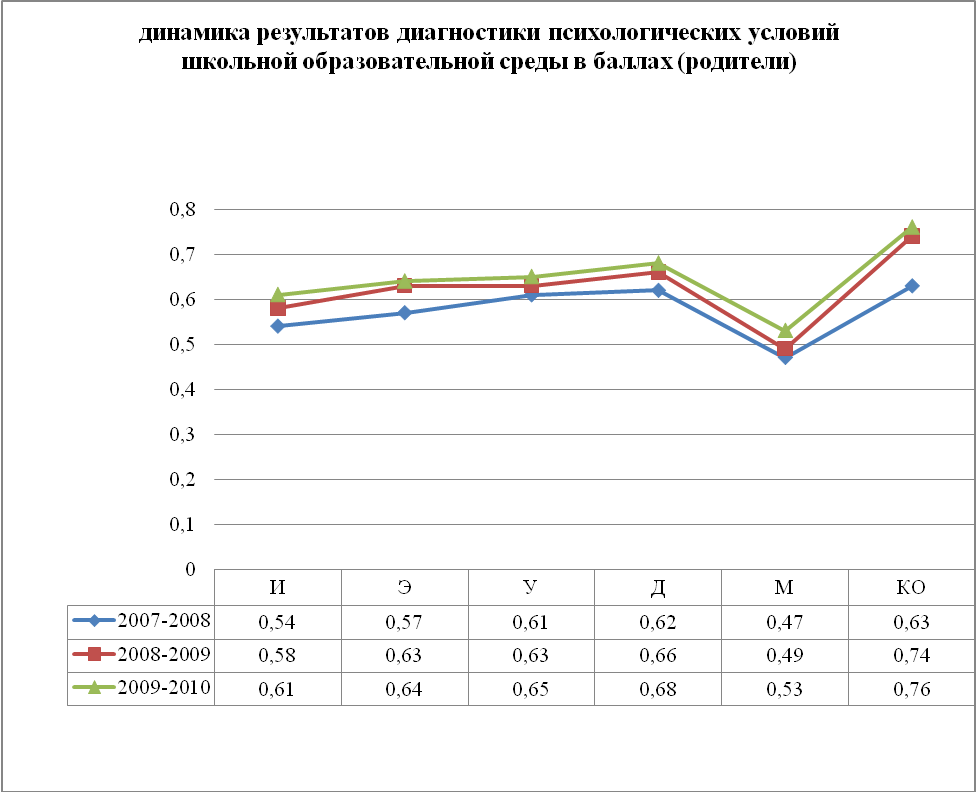 динамика результатов диагностики психологических условий
школьной образовательной среды в баллах (родители)
0,8
0,7
0,6
0,5
0,4
0,3
0,2
0,1
0
И Э У Д М КО
2007-2008 0,54 0,57 0,61 0,62 0,47 0,63
2008-2009 0,58 0,63 0,63 0,66 0,49 0,74
2009-2010 0,61 0,64 0,65 0,68 0,53 0,76